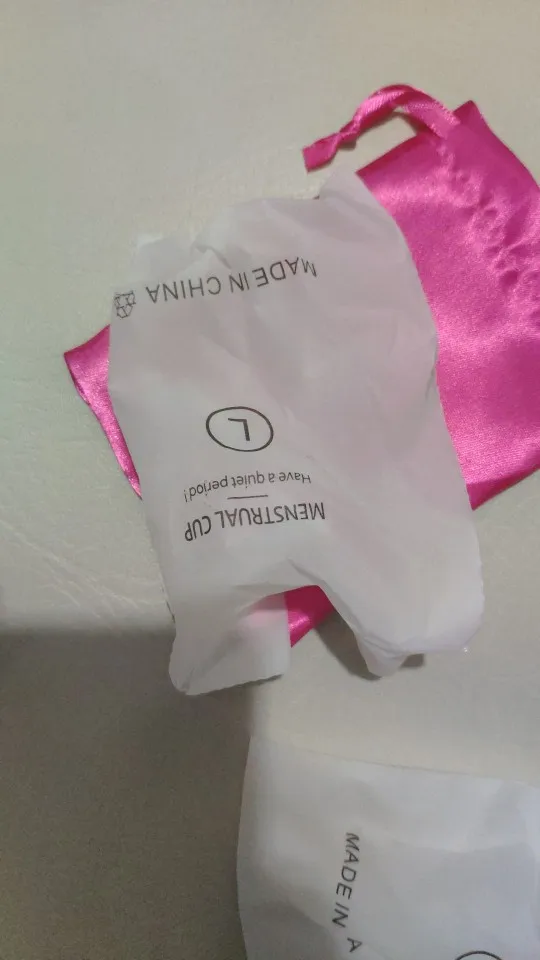 MENSTRUAL CUP
Have a quiet period!
L
MADE IN CHINA
MADE IN A